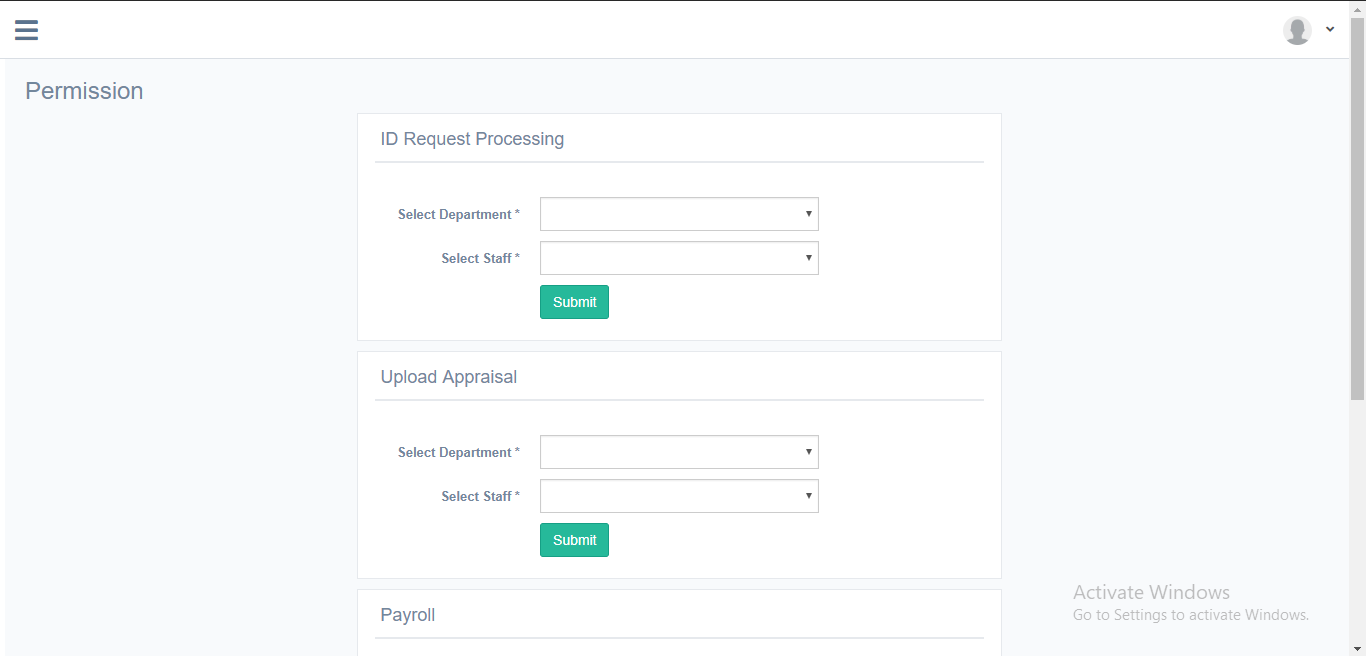 Permission
ID Request Processing
Select Department *
Select Staff *
Submit
Upload Appraisal
Select Department *
Select Staff *
Submit
Payroll
Activate Windows
Go to Settings to activate Windows.